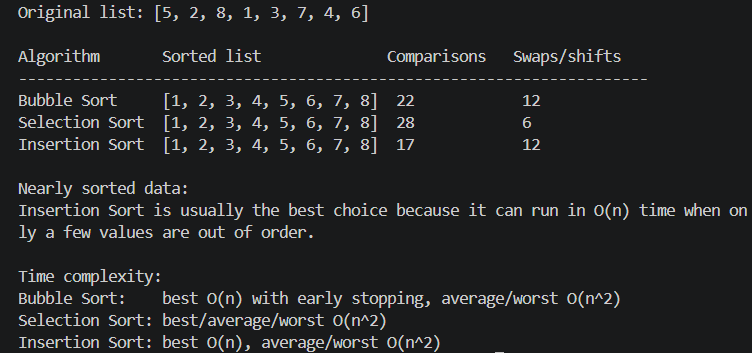 Original list: [5, 2, 8, 1, 3, 7, 4, 6]
Algorithm Sorted list Comparisons Swaps/shifts
-----------------------------------------------------------------------
Bubble Sort [1, 2, 3, 4, 5, 6, 7, 8] 22 12
Selection Sort [1, 2, 3, 4, 5, 6, 7, 8] 28 6
Insertion Sort [1, 2, 3, 4, 5, 6, 7, 8] 17 12
Nearly sorted data:
Insertion Sort is usually the best choice because it can run in O(n) time when on
ly a few values are out of order.
Time complexity:
Bubble Sort: best O(n) with early stopping, average/worst O(n^2)
Selection Sort: best/average/worst O(n^2)
Insertion Sort: best O(n), average/worst O(n^2)